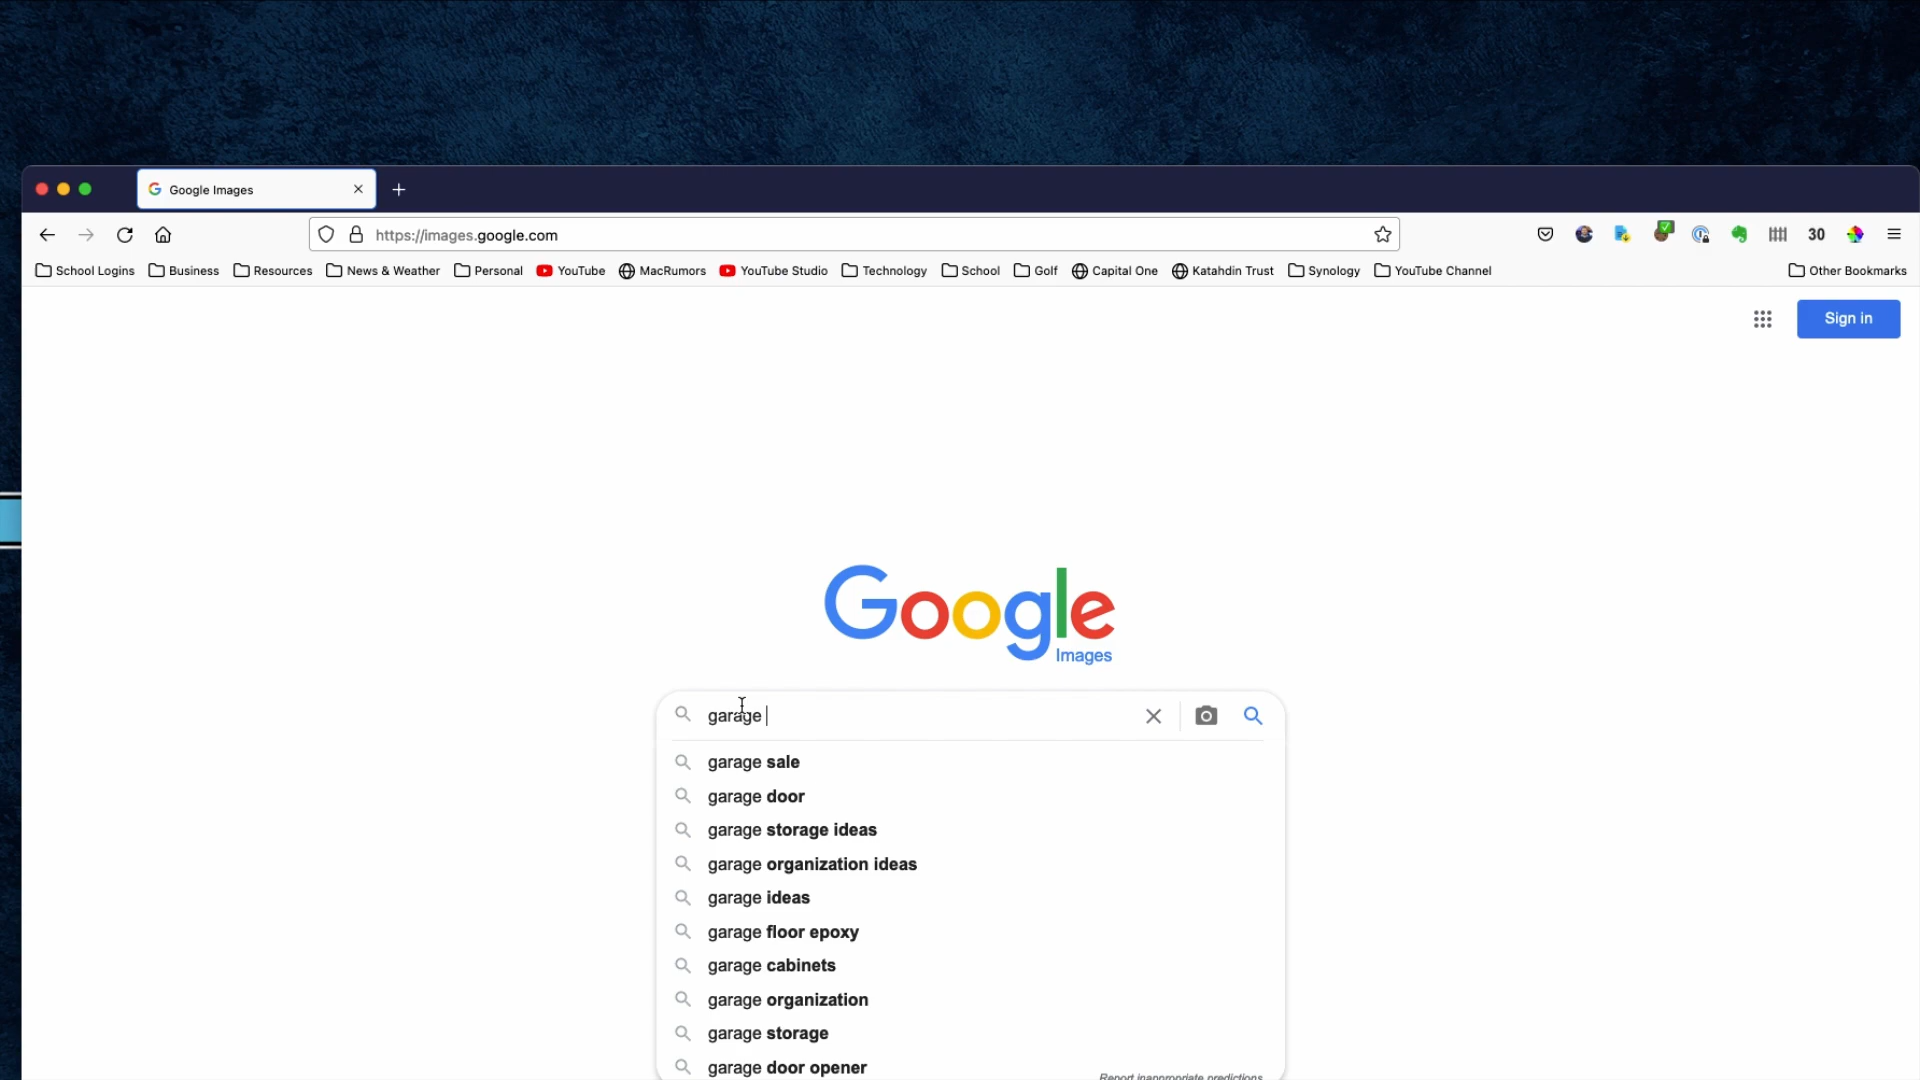 Google Images
https://images.google.com
30
School Logins Business Resources News & Weather Personal YouTube MacRumors YouTube Studio Technology School Golf Capital One Katahdin Trust Synology YouTube Channel Other Bookmarks
Sign in
Google
Images
garage
garage sale
garage door
garage storage ideas
garage organization ideas
garage ideas
garage floor epoxy
garage cabinets
garage organization
garage storage
garage door opener
Report inappropriate predictions